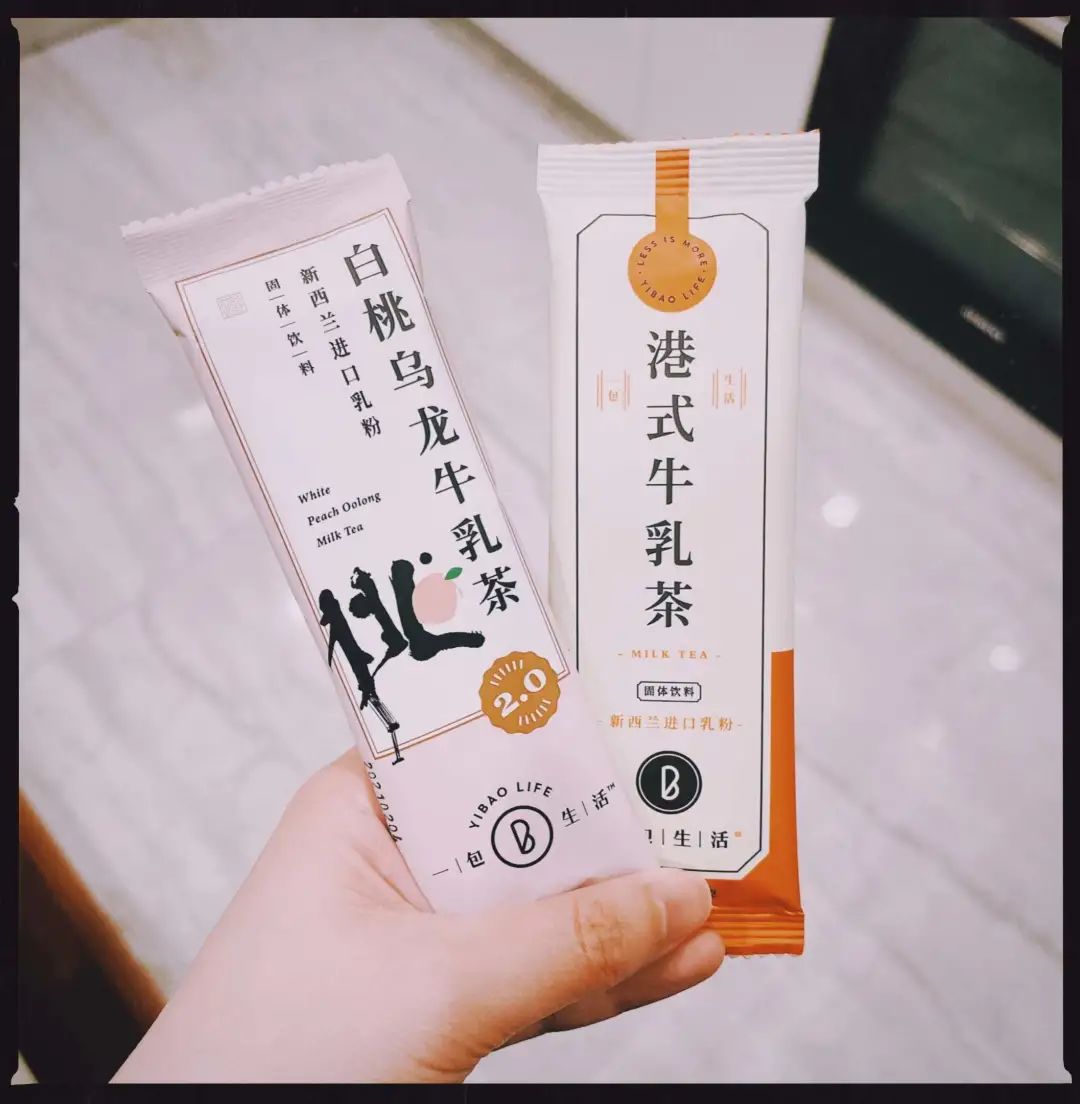 白桃乌龙牛乳茶
新西兰进口乳粉
固体饮料
White
Peach Oolong
Milk Tea
桃
2.0
YIBAO LIFE
B
一包生活™
LESS IS MORE
YIBAO LIFE
港式牛乳茶
一包
生活
- MILK TEA -
固体饮料
- 新西兰进口乳粉 -
B
包生活